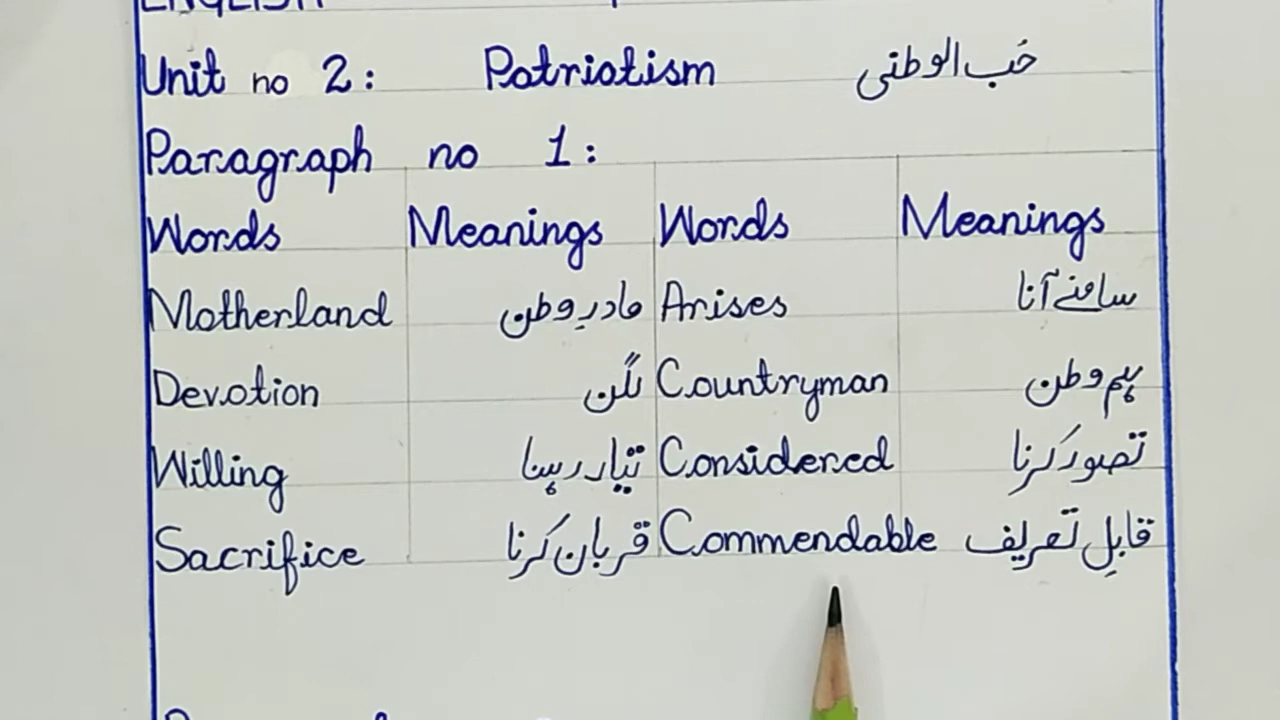 ENGLISH
Unit no 2: Patriotism حُب الوطنی
Paragraph no 1:
Words Meanings Words Meanings
Motherland مادرِ وطن Arises سامنے آنا
Devotion لگن Countryman ہم وطن
Willing تیار رہنا Considered تصور کرنا
Sacrifice قربان کرنا Commendable قابلِ تعریف